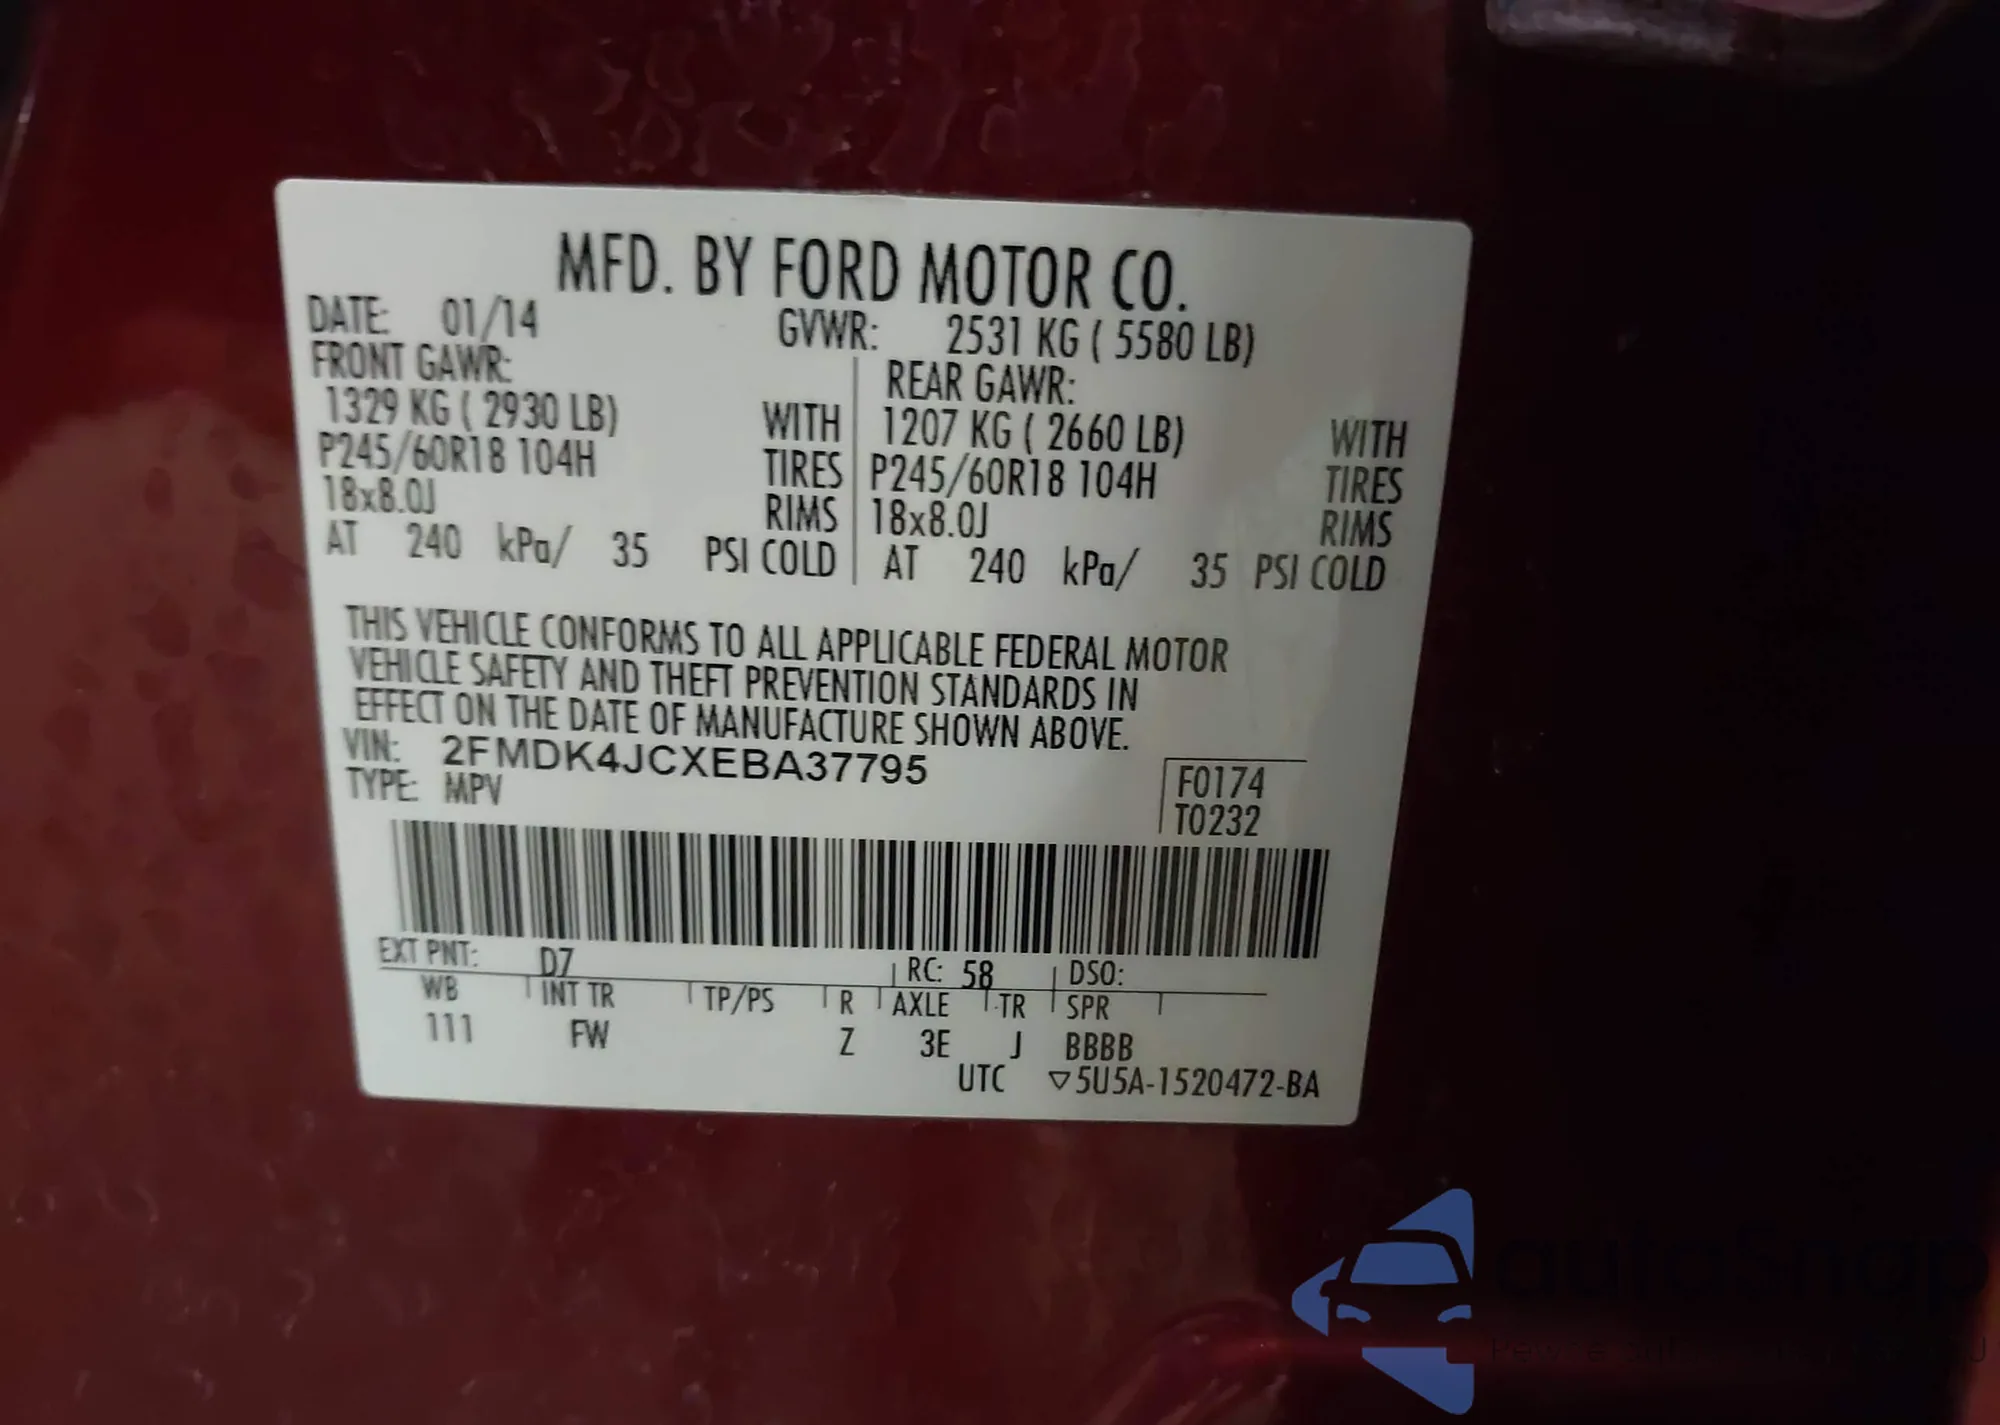 MFD. BY FORD MOTOR CO.
DATE: 01/14 GVWR: 2531 KG ( 5580 LB)
FRONT GAWR: REAR GAWR:
1329 KG ( 2930 LB) WITH 1207 KG ( 2660 LB) WITH
P245/60R18 104H TIRES P245/60R18 104H TIRES
18x8.0J RIMS 18x8.0J RIMS
AT 240 kPa/ 35 PSI COLD AT 240 kPa/ 35 PSI COLD
THIS VEHICLE CONFORMS TO ALL APPLICABLE FEDERAL MOTOR
VEHICLE SAFETY AND THEFT PREVENTION STANDARDS IN
EFFECT ON THE DATE OF MANUFACTURE SHOWN ABOVE.
VIN: 2FMDK4JCXEBA37795
TYPE: MPV
F0174
T0232
EXT PNT: D7 RC: 58 DSO:
WB INT TR TP/PS R AXLE TR SPR
111 FW Z 3E J BBBB
UTC ▽5U5A-1520472-BA
autoSnap